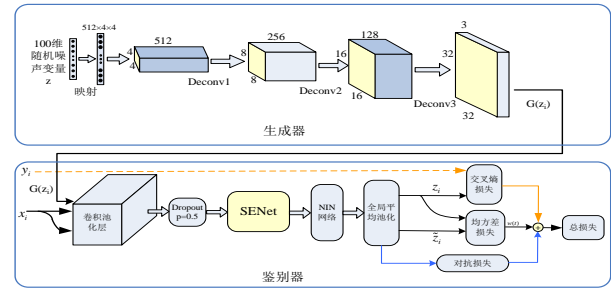 100维
随机噪
声变量
z
512×4×4
映射
4
4
512
Deconv1
8
8
256
Deconv2
16
16
128
Deconv3
32
32
3
G(zᵢ)
生成器
yᵢ
G(zᵢ)
xᵢ
卷积池
化层
Dropout
p=0.5
SENet
NIN
网络
全局平
均池化
zᵢ
z̃ᵢ
交叉熵
损失
均方差
损失
w(t)
+
总损失
对抗损失
鉴别器